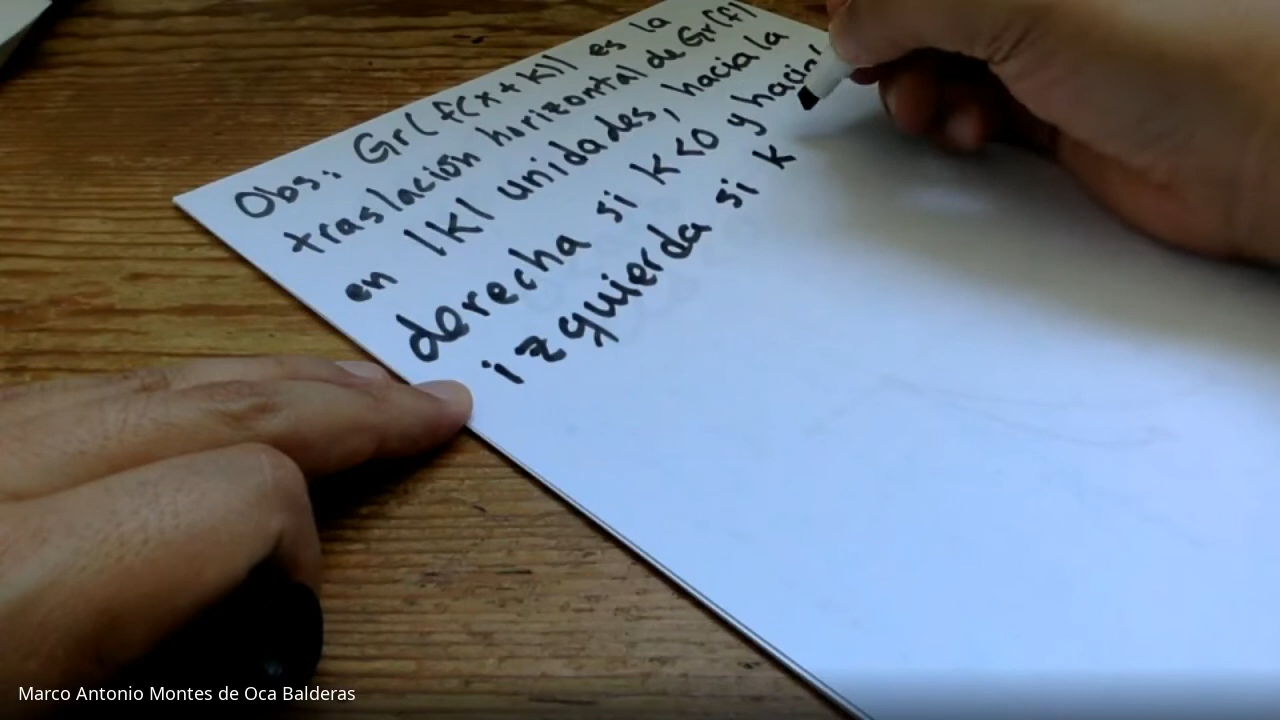 Obs: Gr(f(x+k)) es la
traslación horizontal de Gr(f)
en |k| unidades, hacia la
derecha si k<0 y hacia
izquierda si k
Marco Antonio Montes de Oca Balderas